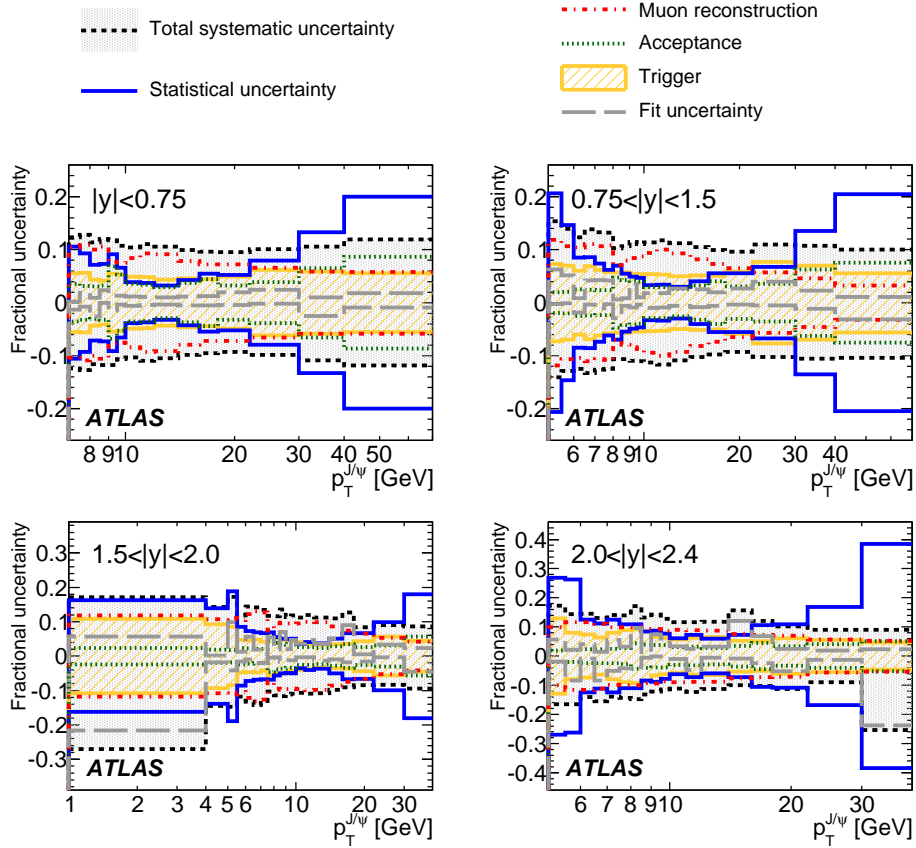 Total systematic uncertainty
Statistical uncertainty
Muon reconstruction
Acceptance
Trigger
Fit uncertainty
Fractional uncertainty
0.2
0.1
0
-0.1
-0.2
|y|<0.75
ATLAS
8 9 10 20 30 40 50
p_T^{J/ψ} [GeV]
Fractional uncertainty
0.2
0.1
0
-0.1
-0.2
0.75<|y|<1.5
ATLAS
6 7 8 9 10 20 30 40
p_T^{J/ψ} [GeV]
Fractional uncertainty
0.3
0.2
0.1
0
-0.1
-0.2
-0.3
1.5<|y|<2.0
ATLAS
1 2 3 4 5 6 7 10 20 30
p_T^{J/ψ} [GeV]
Fractional uncertainty
0.4
0.3
0.2
0.1
0
-0.1
-0.2
-0.3
-0.4
2.0<|y|<2.4
ATLAS
6 7 8 9 10 20 30
p_T^{J/ψ} [GeV]